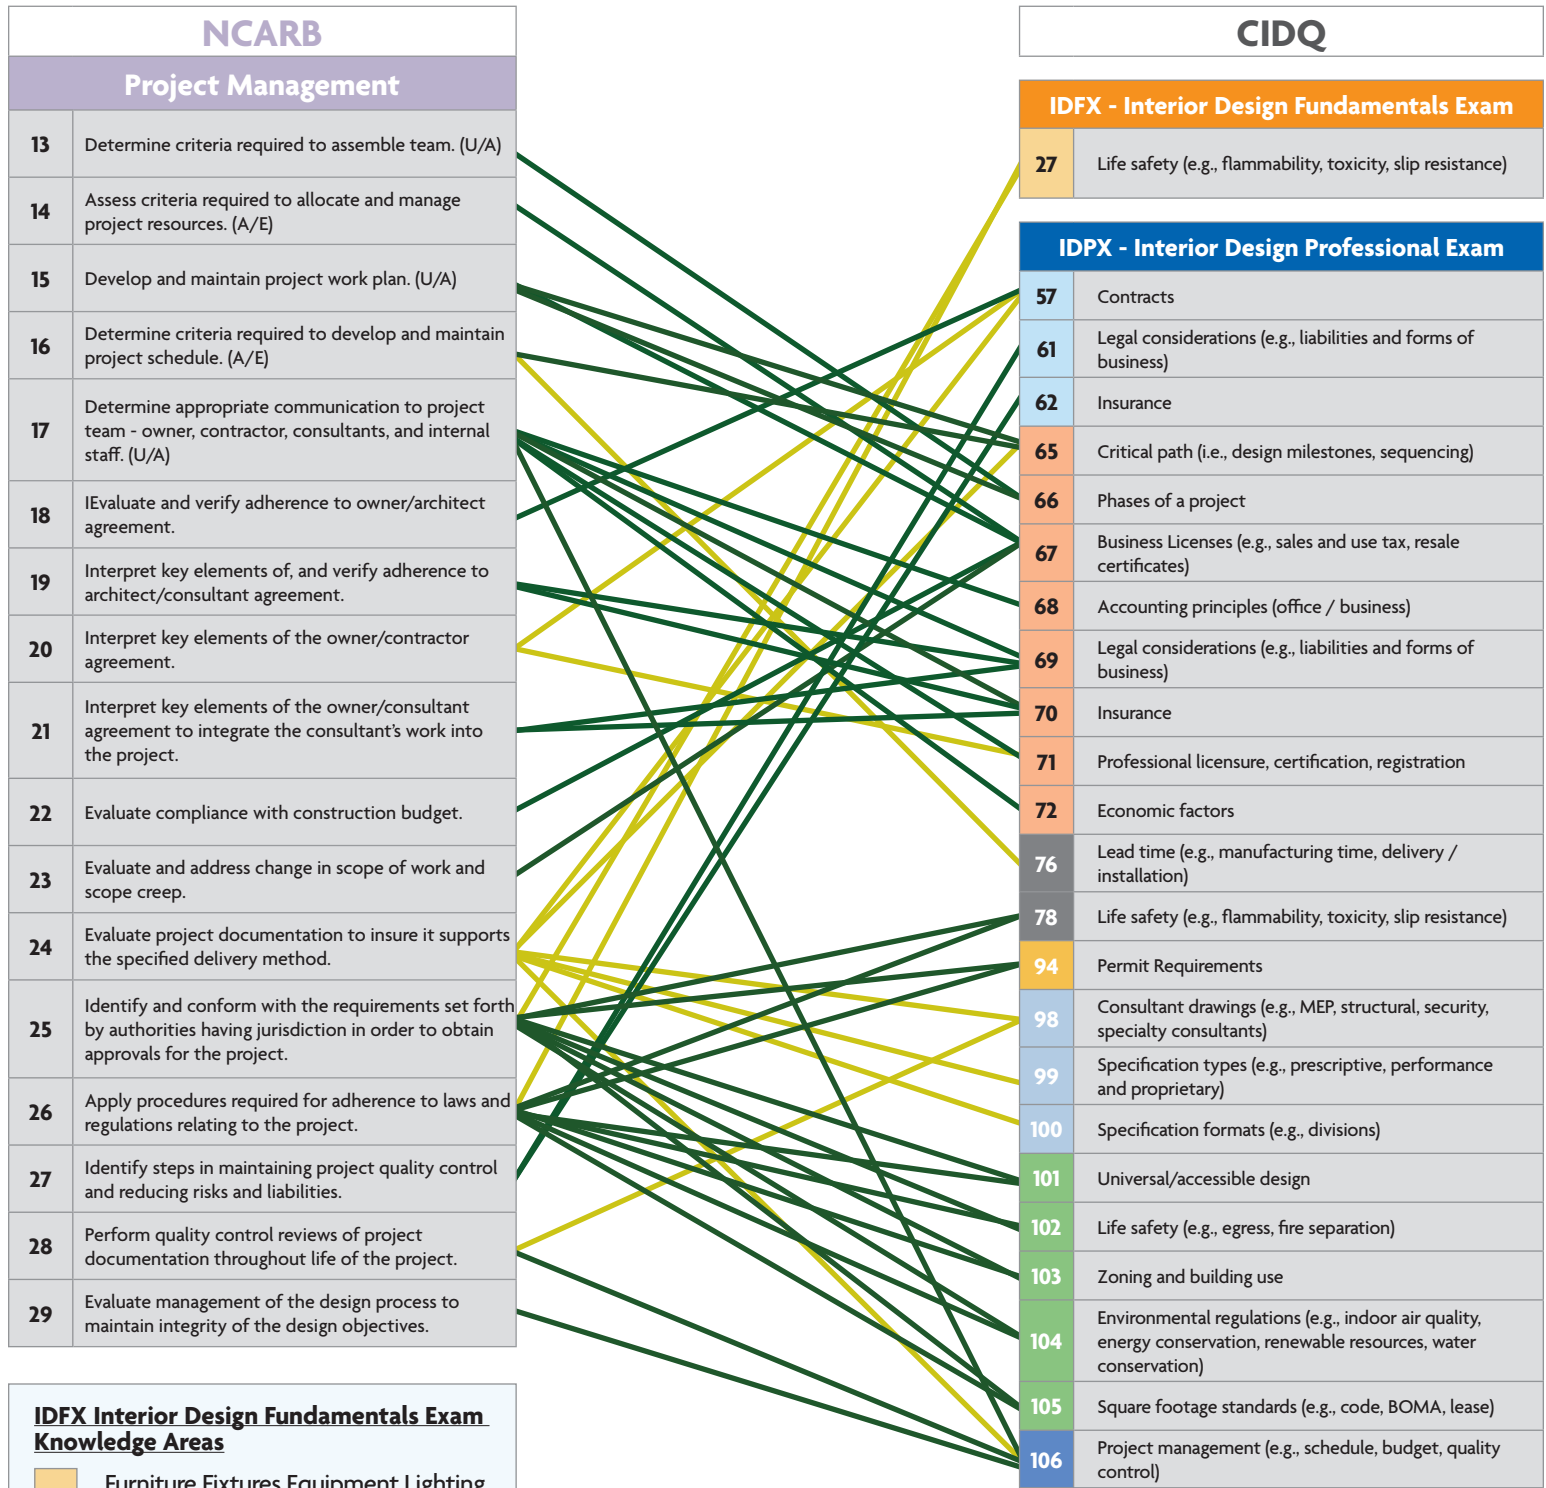 NCARB
Project Management
13 Determine criteria required to assemble team. (U/A)
14 Assess criteria required to allocate and manage
project resources. (A/E)
15 Develop and maintain project work plan. (U/A)
16 Determine criteria required to develop and maintain
project schedule. (A/E)
17 Determine appropriate communication to project
team - owner, contractor, consultants, and internal
staff. (U/A)
18 IEvaluate and verify adherence to owner/architect
agreement.
19 Interpret key elements of, and verify adherence to
architect/consultant agreement.
20 Interpret key elements of the owner/contractor
agreement.
21 Interpret key elements of the owner/consultant
agreement to integrate the consultant's work into
the project.
22 Evaluate compliance with construction budget.
23 Evaluate and address change in scope of work and
scope creep.
24 Evaluate project documentation to insure it supports
the specified delivery method.
25 Identify and conform with the requirements set forth
by authorities having jurisdiction in order to obtain
approvals for the project.
26 Apply procedures required for adherence to laws and
regulations relating to the project.
27 Identify steps in maintaining project quality control
and reducing risks and liabilities.
28 Perform quality control reviews of project
documentation throughout life of the project.
29 Evaluate management of the design process to
maintain integrity of the design objectives.
IDFX Interior Design Fundamentals Exam
Knowledge Areas
Furniture Fixtures Equipment Lighting
CIDQ
IDFX - Interior Design Fundamentals Exam
27 Life safety (e.g., flammability, toxicity, slip resistance)
IDPX - Interior Design Professional Exam
57 Contracts
61 Legal considerations (e.g., liabilities and forms of
business)
62 Insurance
65 Critical path (i.e., design milestones, sequencing)
66 Phases of a project
67 Business Licenses (e.g., sales and use tax, resale
certificates)
68 Accounting principles (office / business)
69 Legal considerations (e.g., liabilities and forms of
business)
70 Insurance
71 Professional licensure, certification, registration
72 Economic factors
76 Lead time (e.g., manufacturing time, delivery /
installation)
78 Life safety (e.g., flammability, toxicity, slip resistance)
94 Permit Requirements
98 Consultant drawings (e.g., MEP, structural, security,
specialty consultants)
99 Specification types (e.g., prescriptive, performance
and proprietary)
100 Specification formats (e.g., divisions)
101 Universal/accessible design
102 Life safety (e.g., egress, fire separation)
103 Zoning and building use
104 Environmental regulations (e.g., indoor air quality,
energy conservation, renewable resources, water
conservation)
105 Square footage standards (e.g., code, BOMA, lease)
106 Project management (e.g., schedule, budget, quality
control)